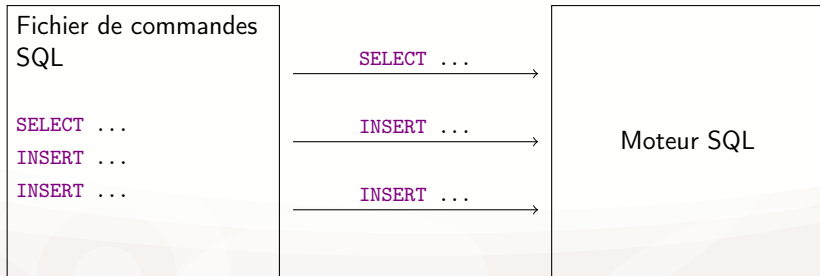 Fichier de commandes
SQL
SELECT ...
INSERT ...
INSERT ...
SELECT ...
INSERT ...
INSERT ...
Moteur SQL